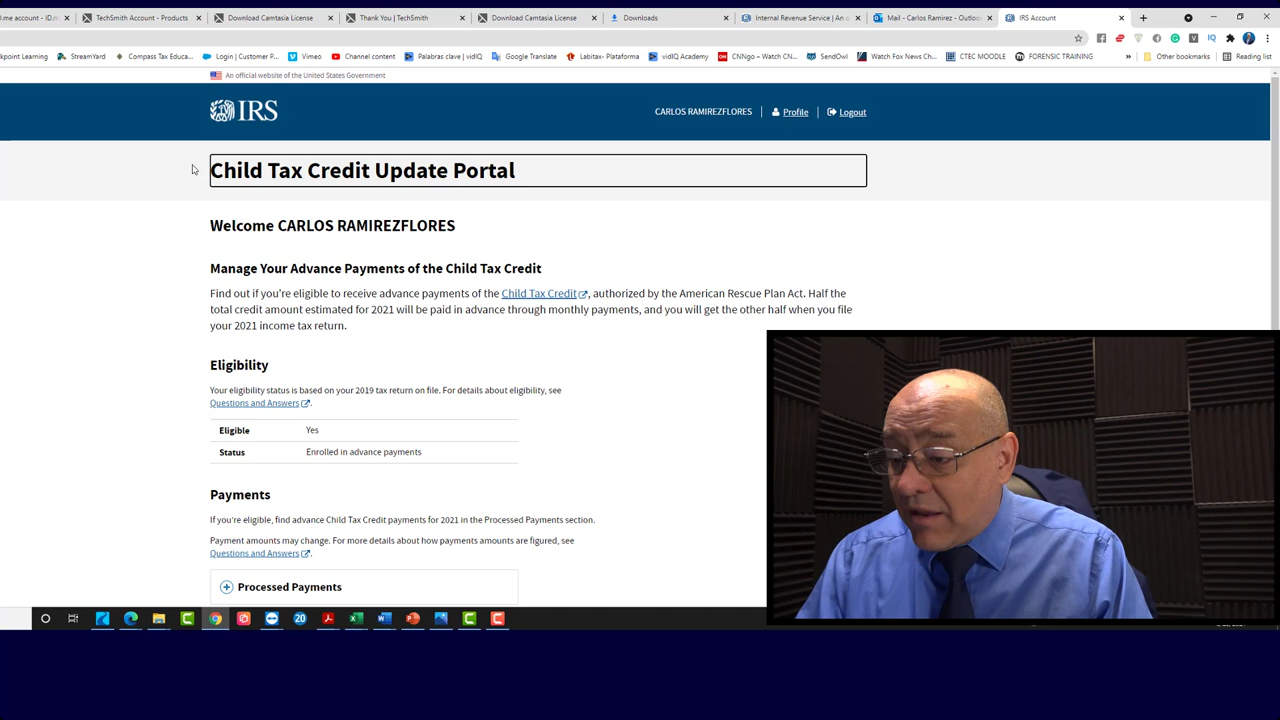 ne account - ID.m
TechSmith Account - Products
Download Camtasia | TechSmith
Thank You | TechSmith
Download Camtasia | TechSmith
Downloads
Internal Revenue Service | An o
Mail - Carlos Ramirez - Outlook
IRS Account
kpoint Learning
StreamYard
Compass Tax Educa...
Login | Customer P...
Vimeo
Channel content
Palabras clave | vidIQ
Google Translate
Labitax- Plataforma
vidIQ Academy
CNNgo – Watch CN...
SendOwl
Watch Fox News Ch...
CTEC MOODLE
FORENSIC TRAINING
»
Other bookmarks
Reading list
An official website of the United States Government
IRS
CARLOS RAMIREZFLORES
Profile
Logout
Child Tax Credit Update Portal
Welcome CARLOS RAMIREZFLORES
Manage Your Advance Payments of the Child Tax Credit
Find out if you're eligible to receive advance payments of the Child Tax Credit, authorized by the American Rescue Plan Act. Half the
total credit amount estimated for 2021 will be paid in advance through monthly payments, and you will get the other half when you file
your 2021 income tax return.
Eligibility
Your eligibility status is based on your 2019 tax return on file. For details about eligibility, see
Questions and Answers.
Eligible Yes
Status Enrolled in advance payments
Payments
If you're eligible, find advance Child Tax Credit payments for 2021 in the Processed Payments section.
Payment amounts may change. For more details about how payments amounts are figured, see
Questions and Answers.
Processed Payments
20